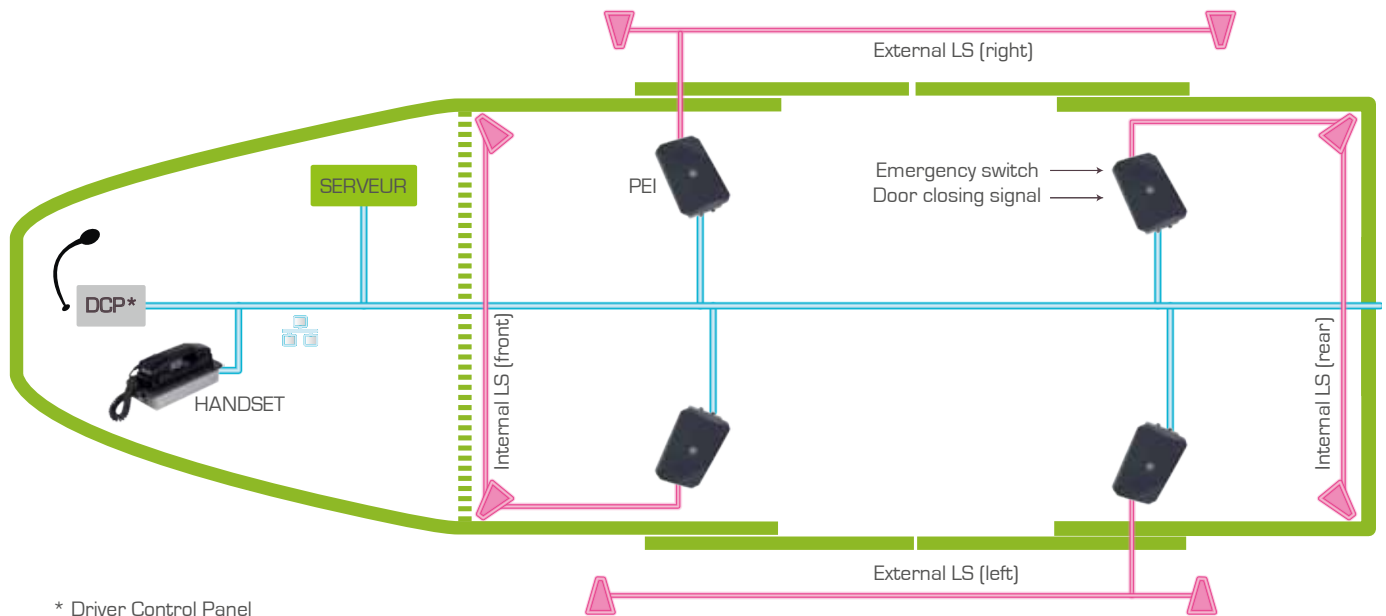 External LS (right)
SERVEUR
PEI
Emergency switch
Door closing signal
DCP*
HANDSET
Internal LS (front)
Internal LS (rear)
External LS (left)
* Driver Control Panel